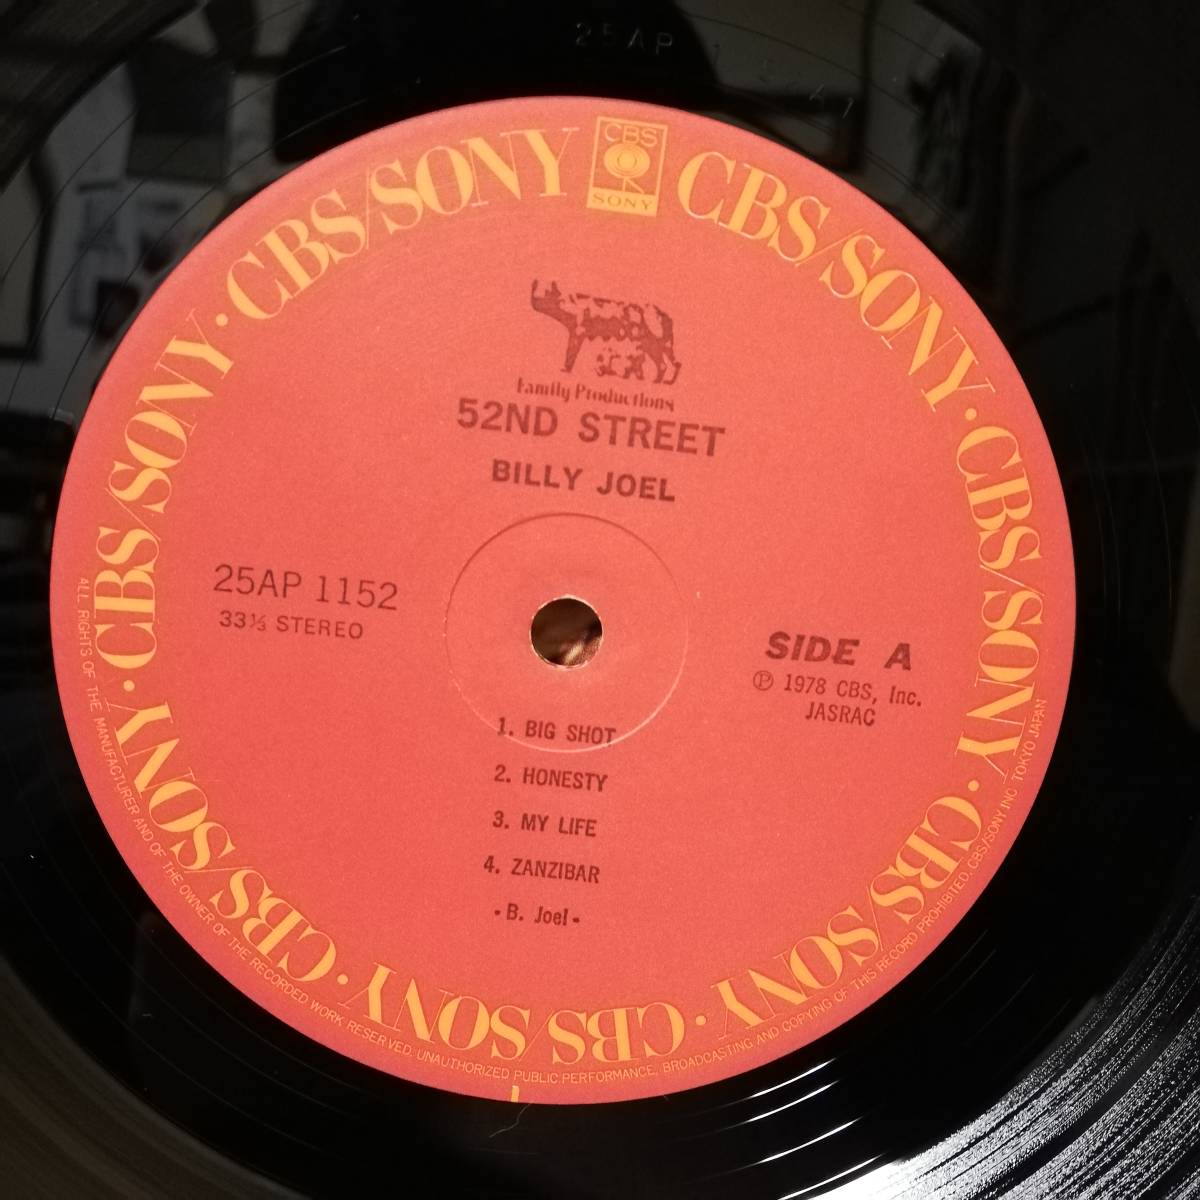 25AP
CBS
SONY
CBS/SONY · CBS/SONY · CBS/SONY · CBS/SONY · CBS/SONY · CBS/SONY · CBS/SONY · CBS/SONY
Family Productions
52ND STREET
BILLY JOEL
25AP 1152
33⅓ STEREO
SIDE A
Ⓟ 1978 CBS, Inc.
JASRAC
1. BIG SHOT
2. HONESTY
3. MY LIFE
4. ZANZIBAR
- B. Joel -
ALL RIGHTS OF THE MANUFACTURER AND OF THE OWNER OF THE RECORDED WORK RESERVED. UNAUTHORIZED PUBLIC PERFORMANCE, BROADCASTING AND COPYING OF THIS RECORD PROHIBITED. CBS/SONY INC. TOKYO JAPAN